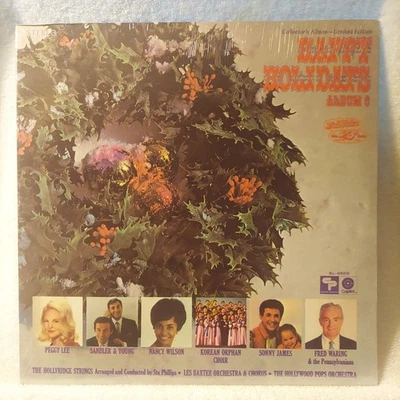 Collector's Album—Limited Edition
HAPPY
HOLIDAYS
ALBUM 6
Capitol
PEGGY LEE
SANDLER & YOUNG
NANCY WILSON
KOREAN ORPHAN
CHOIR
SONNY JAMES
FRED WARING
& the Pennsylvanians
THE HOLLYRIDGE STRINGS Arranged and Conducted by Stu Phillips • LES BAXTER ORCHESTRA & CHORUS • THE HOLLYWOOD POPS ORCHESTRA